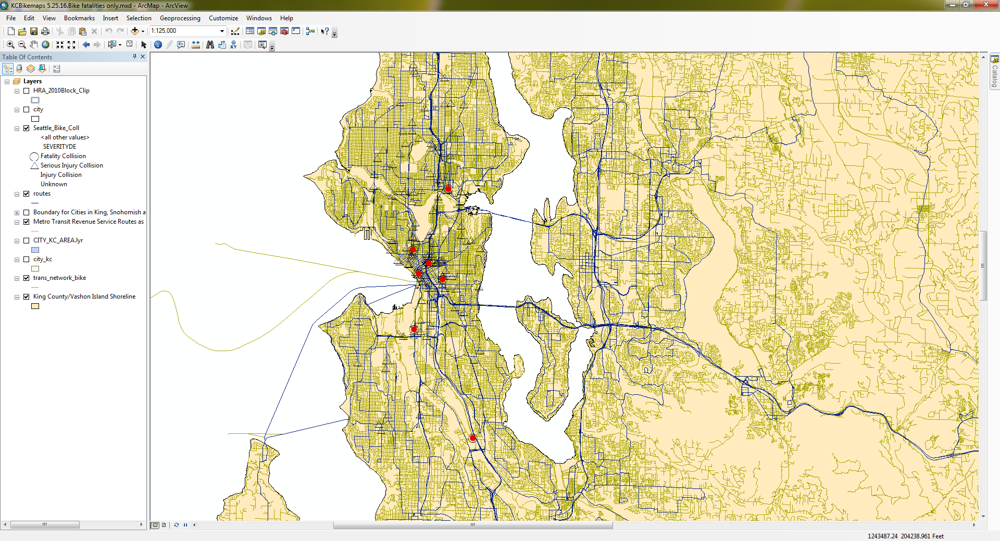 KCBikemaps 5.25.16.Bike fatalities only.mxd - ArcMap - ArcView
File Edit View Bookmarks Insert Selection Geoprocessing Customize Windows Help
1:125,000
XY
Table Of Contents
Layers
HRA_2010Block_Clip
city
Seattle_Bike_Coll
<all other values>
SEVERITYDE
Fatality Collision
Serious Injury Collision
Injury Collision
Unknown
routes
Boundary for Cities in King, Snohomish a
Metro Transit Revenue Service Routes as
CITY_KC_AREA.lyr
city_kc
trans_network_bike
King County/Vashon Island Shoreline
Catalog
1243487.24 204238.961 Feet